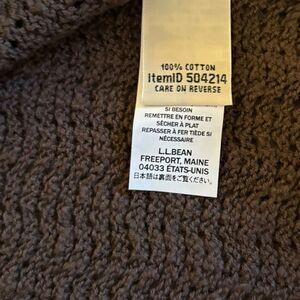 100% COTTON
ItemID 504214
CARE ON REVERSE
SI BESOIN
REMETTRE EN FORME ET
SÉCHER À PLAT
REPASSER À FER TIÈDE SI
NÉCESSAIRE
L.L.BEAN
FREEPORT, MAINE
04033 ÉTATS-UNIS
日本語は裏面をご覧ください。